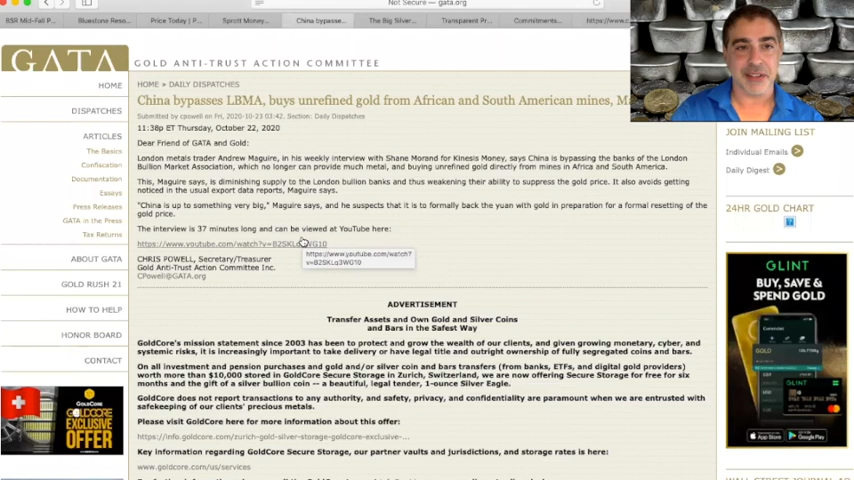 Not Secure — gata.org
BSR Mid-Fall P...
Bluestone Reso...
Price Today | P...
Sprott Money...
China bypasse...
The Big Silver...
Transparent Pr...
Commitments...
https://www.c
GATA
GOLD ANTI-TRUST ACTION COMMITTEE
HOME
DISPATCHES
ARTICLES
The Basics
Confiscation
Documentation
Essays
Press Releases
GATA in the Press
Tax Returns
ABOUT GATA
GOLD RUSH 21
HOW TO HELP
HONOR BOARD
CONTACT
GOLDCORE
EXCLUSIVE
OFFER
HOME » DAILY DISPATCHES
China bypasses LBMA, buys unrefined gold from African and South American mines, Ma
Submitted by cpowell on Fri, 2020-10-23 03:42. Section: Daily Dispatches
11:38p ET Thursday, October 22, 2020
Dear Friend of GATA and Gold:
London metals trader Andrew Maguire, in his weekly interview with Shane Morand for Kinesis Money, says China is bypassing the banks of the London
Bullion Market Association, which no longer can provide much metal, and buying unrefined gold directly from mines in Africa and South America.
This, Maguire says, is diminishing supply to the London bullion banks and thus weakening their ability to suppress the gold price. It also avoids getting
noticed in the usual export data reports, Maguire says.
"China is up to something very big," Maguire says, and he suspects that it is to formally back the yuan with gold in preparation for a formal resetting of the
gold price.
The interview is 37 minutes long and can be viewed at YouTube here:
https://www.youtube.com/watch?v=B2SKLq3WG10
https://www.youtube.com/watch?
v=B2SKLq3WG10
CHRIS POWELL, Secretary/Treasurer
Gold Anti-Trust Action Committee Inc.
CPowell@GATA.org
ADVERTISEMENT
Transfer Assets and Own Gold and Silver Coins
and Bars in the Safest Way
GoldCore's mission statement since 2003 has been to protect and grow the wealth of our clients, and given growing monetary, cyber, and
systemic risks, it is increasingly important to take delivery or have legal title and outright ownership of fully segregated coins and bars.
On all investment and pension purchases and gold and/or silver coin and bars transfers (from banks, ETFs, and digital gold providers)
worth more than $10,000 stored in GoldCore Secure Storage in Zurich, Switzerland, we are now offering Secure Storage for free for six
months and the gift of a silver bullion coin -- a beautiful, legal tender, 1-ounce Silver Eagle.
GoldCore does not report transactions to any authority, and safety, privacy, and confidentiality are paramount when we are entrusted with
safekeeping of our clients' precious metals.
Please visit GoldCore here for more information about this offer:
https://info.goldcore.com/zurich-gold-silver-storage-goldcore-exclusive-...
Key information regarding GoldCore Secure Storage, our partner vaults and jurisdictions, and storage rates is here:
www.goldcore.com/us/services
JOIN MAILING LIST
Individual Emails
Daily Digest
24HR GOLD CHART
GLINT
BUY, SAVE &
SPEND GOLD
GOLD
GLINT
App Store
Google Play